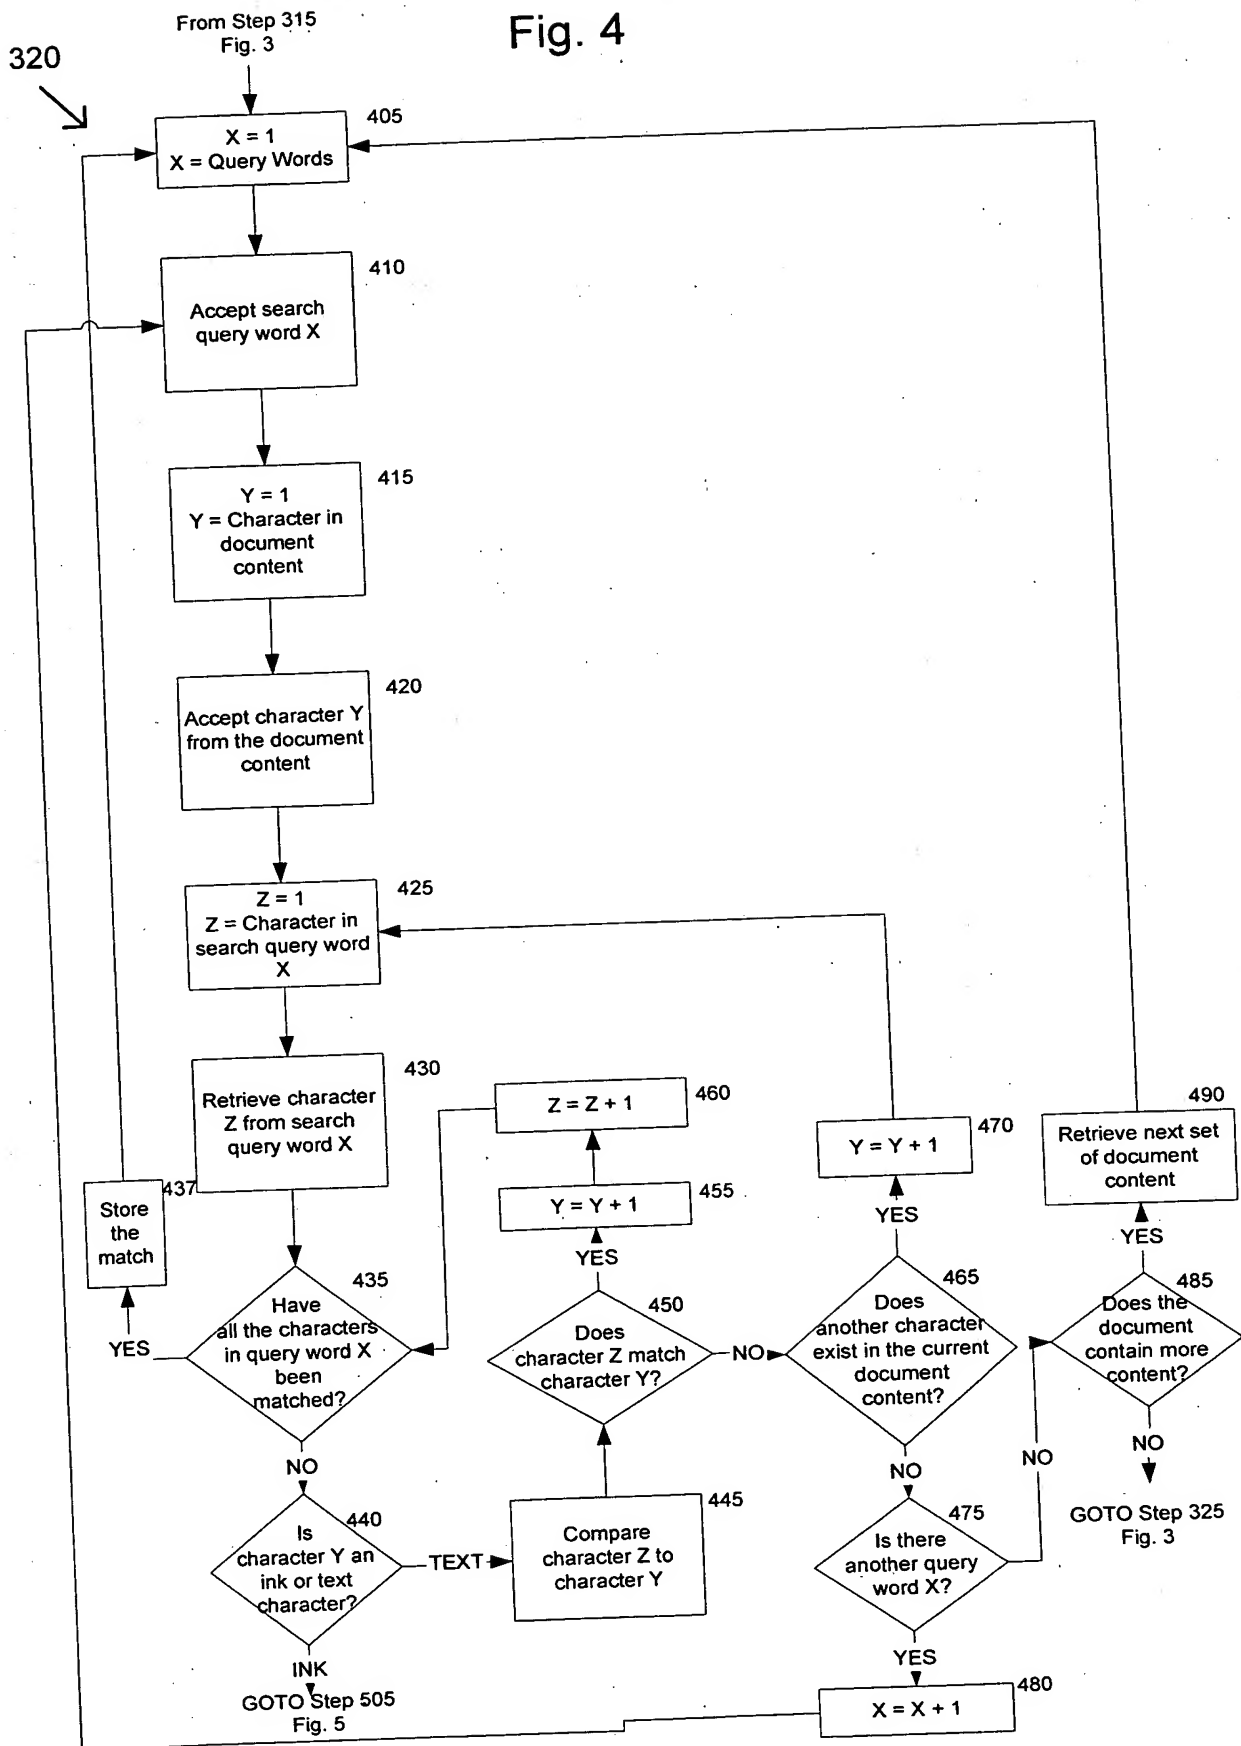 From Step 315
Fig. 3
Fig. 4
320
405
X = 1
X = Query Words
410
Accept search
query word X
415
Y = 1
Y = Character in
document
content
420
Accept character Y
from the document
content
425
Z = 1
Z = Character in
search query word
X
430
Retrieve character
Z from search
query word X
437
Store
the
match
435
Have
all the characters
in query word X
been
matched?
YES
NO
440
Is
character Y an
ink or text
character?
TEXT
INK
GOTO Step 505
Fig. 5
445
Compare
character Z to
character Y
450
Does
character Z match
character Y?
YES
NO
455
Y = Y + 1
460
Z = Z + 1
465
Does
another character
exist in the current
document
content?
YES
NO
470
Y = Y + 1
475
Is there
another query
word X?
NO
YES
480
X = X + 1
485
Does the
document
contain more
content?
YES
NO
490
Retrieve next set
of document
content
GOTO Step 325
Fig. 3